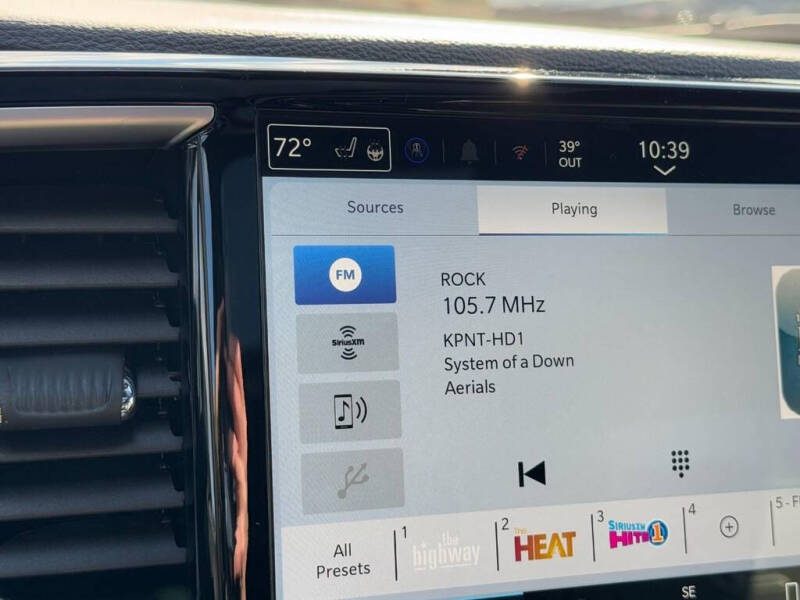 72°
39°
OUT
10:39
Sources
Playing
Browse
FM
ROCK
105.7 MHz
KPNT-HD1
System of a Down
Aerials
SiriusXM
All
Presets
1
the
highway
2
The
HEAT
3
SIRIUSXM
HITS 1
4
5 - F
SE